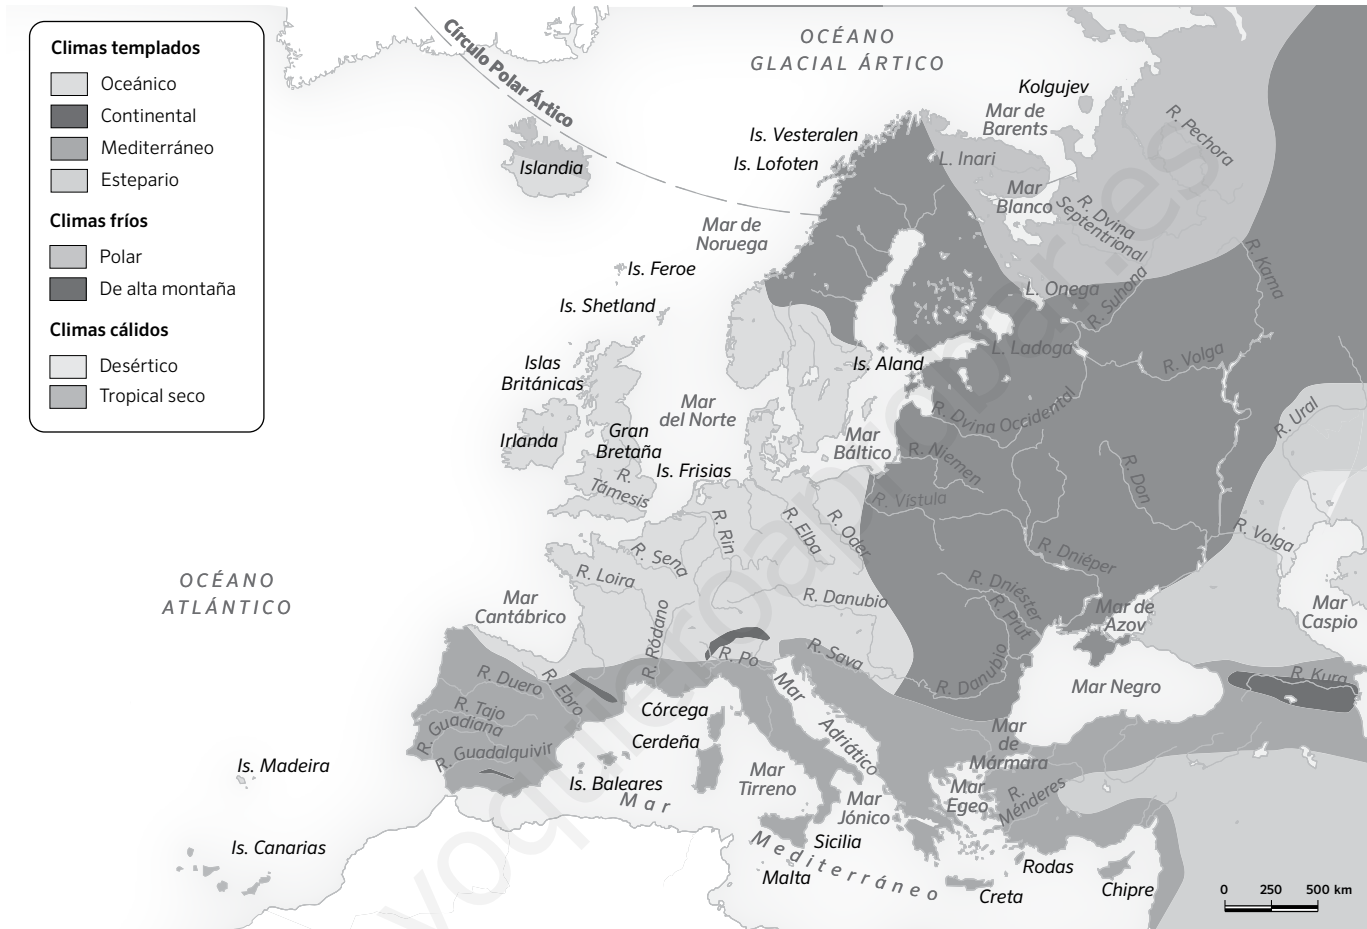 Climas templados
Oceánico
Continental
Mediterráneo
Estepario
Climas fríos
Polar
De alta montaña
Climas cálidos
Desértico
Tropical seco
OCÉANO
GLACIAL ÁRTICO
Círculo Polar Ártico
Kolgujev
Mar de
Barents
R. Pechora
Is. Vesteralen
Is. Lofoten
L. Inari
Islandia
Mar
Blanco
R. Dvina
Septentrional
Mar de
Noruega
R. Kama
Is. Feroe
L. Onega
R. Suhona
Is. Shetland
L. Ladoga
R. Volga
Islas
Británicas
Is. Aland
R. Ural
Mar
del Norte
R. Dvina Occidental
Irlanda
Gran
Bretaña
Mar
Báltico
R. Niemen
R. Don
Is. Frisias
R.
Támesis
R. Vístula
R. Rin
R. Elba
R. Oder
R. Volga
R. Sena
R. Dniéper
OCÉANO
ATLÁNTICO
R. Loira
R. Dniéster
R. Prut
Mar
Cantábrico
R. Danubio
Mar de
Azov
Mar
Caspio
R. Ródano
R. Po
R. Sava
R. Danubio
R. Kura
R. Duero
R. Ebro
Mar
Adriático
Mar Negro
R. Tajo
R. Guadiana
Córcega
R. Guadalquivir
Cerdeña
Mar
de
Mármara
Is. Madeira
Is. Baleares
Mar
Tirreno
Mar
Egeo
R.
Ménderes
Mar
Jónico
Mar
Mediterráneo
Is. Canarias
Sicilia
Malta
Rodas
Creta
Chipre
0 250 500 km
voquieroaprobar.es